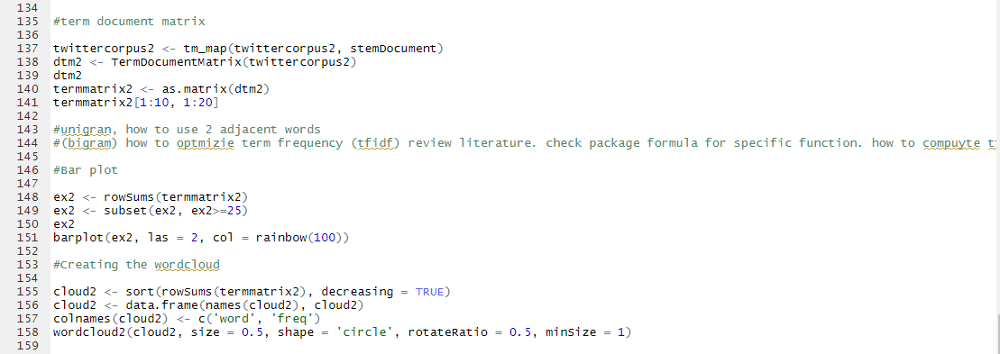 134
135 #term document matrix
136
137 twittercorpus2 <- tm_map(twittercorpus2, stemDocument)
138 dtm2 <- TermDocumentMatrix(twittercorpus2)
139 dtm2
140 termmatrix2 <- as.matrix(dtm2)
141 termmatrix2[1:10, 1:20]
142
143 #unigran, how to use 2 adjacent words
144 #(bigram) how to optmizie term frequency (tfidf) review literature. check package formula for specific function. how to compuyte
145
146 #Bar plot
147
148 ex2 <- rowSums(termmatrix2)
149 ex2 <- subset(ex2, ex2>=25)
150 ex2
151 barplot(ex2, las = 2, col = rainbow(100))
152
153 #Creating the wordcloud
154
155 cloud2 <- sort(rowSums(termmatrix2), decreasing = TRUE)
156 cloud2 <- data.frame(names(cloud2), cloud2)
157 colnames(cloud2) <- c('word', 'freq')
158 wordcloud2(cloud2, size = 0.5, shape = 'circle', rotateRatio = 0.5, minSize = 1)
159